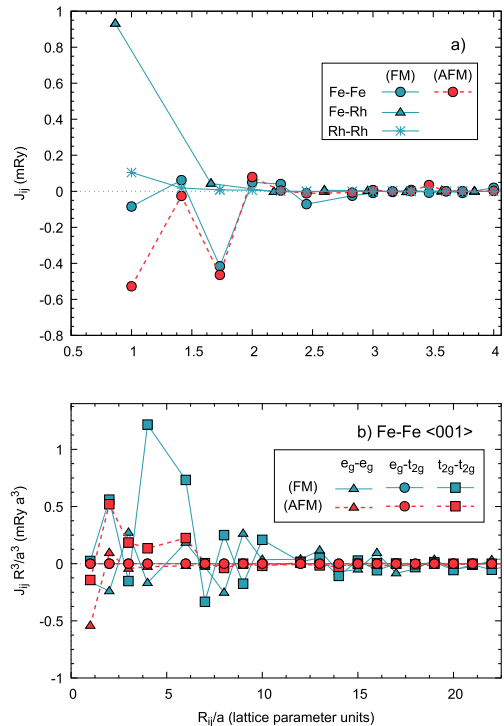 1
0.8
0.6
0.4
0.2
0
-0.2
-0.4
-0.6
-0.8
J_ij (mRy)
a)
(FM) (AFM)
Fe-Fe
Fe-Rh
Rh-Rh
0.5 1 1.5 2 2.5 3 3.5 4
1
0.5
0
-0.5
-1
J_ij R^3/a^3 (mRy a^3)
b) Fe-Fe <001>
e_g-e_g e_g-t_2g t_2g-t_2g
(FM)
(AFM)
0 5 10 15 20
R_ij/a (lattice parameter units)